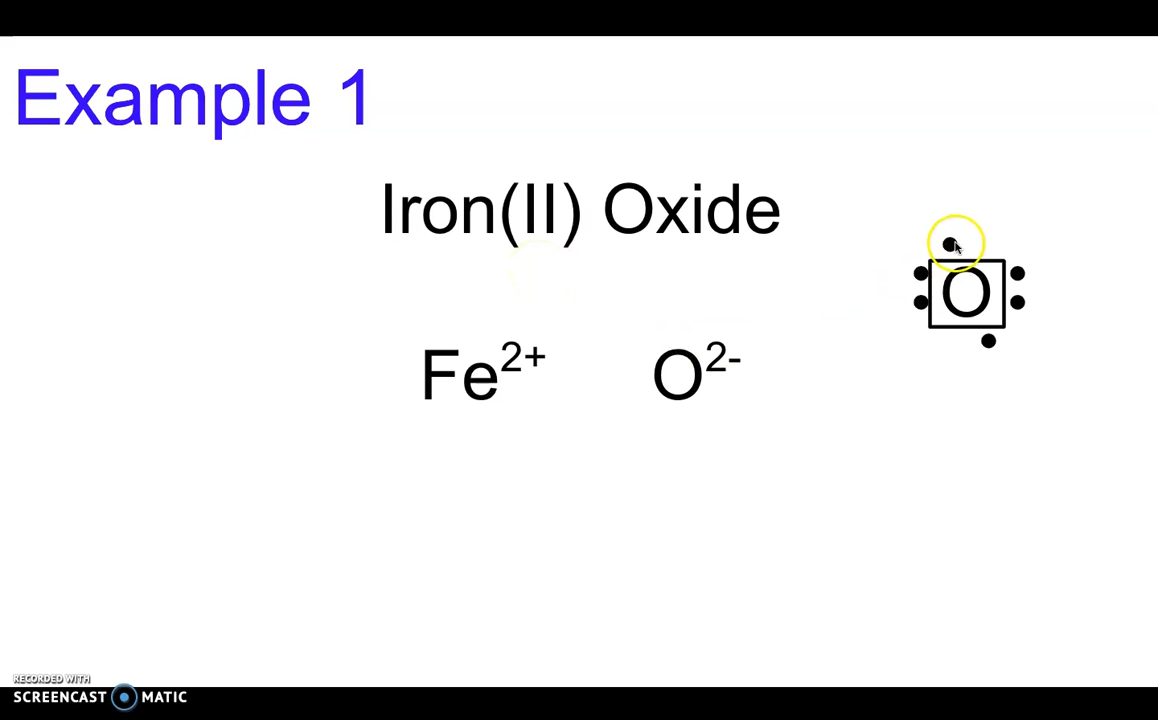 Example 1
Iron(II) Oxide
O
Fe²⁺ O²⁻
RECORDED WITH
SCREENCAST MATIC